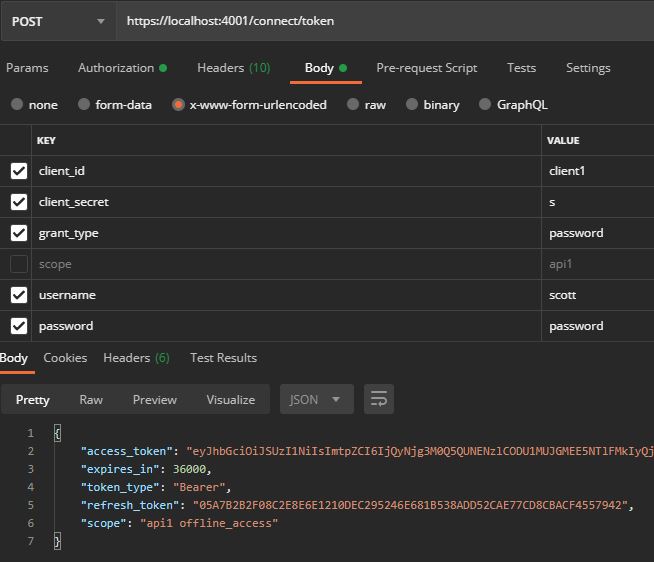 POST https://localhost:4001/connect/token
Params Authorization Headers (10) Body Pre-request Script Tests Settings
none form-data x-www-form-urlencoded raw binary GraphQL
KEY VALUE
client_id client1
client_secret s
grant_type password
scope api1
username scott
password password
Body Cookies Headers (6) Test Results
Pretty Raw Preview Visualize JSON
1 {
2 "access_token": "eyJhbGciOiJSUzI1NiIsImtpZCI6IjQyNjg3M0Q5QUNENzlCODU1MUJGMEE5NTlFMkIyQj
3 "expires_in": 36000,
4 "token_type": "Bearer",
5 "refresh_token": "05A7B2B2F08C2E8E6E1210DEC295246E681B538ADD52CAE77CD8CBACF4557942",
6 "scope": "api1 offline_access"
7 }